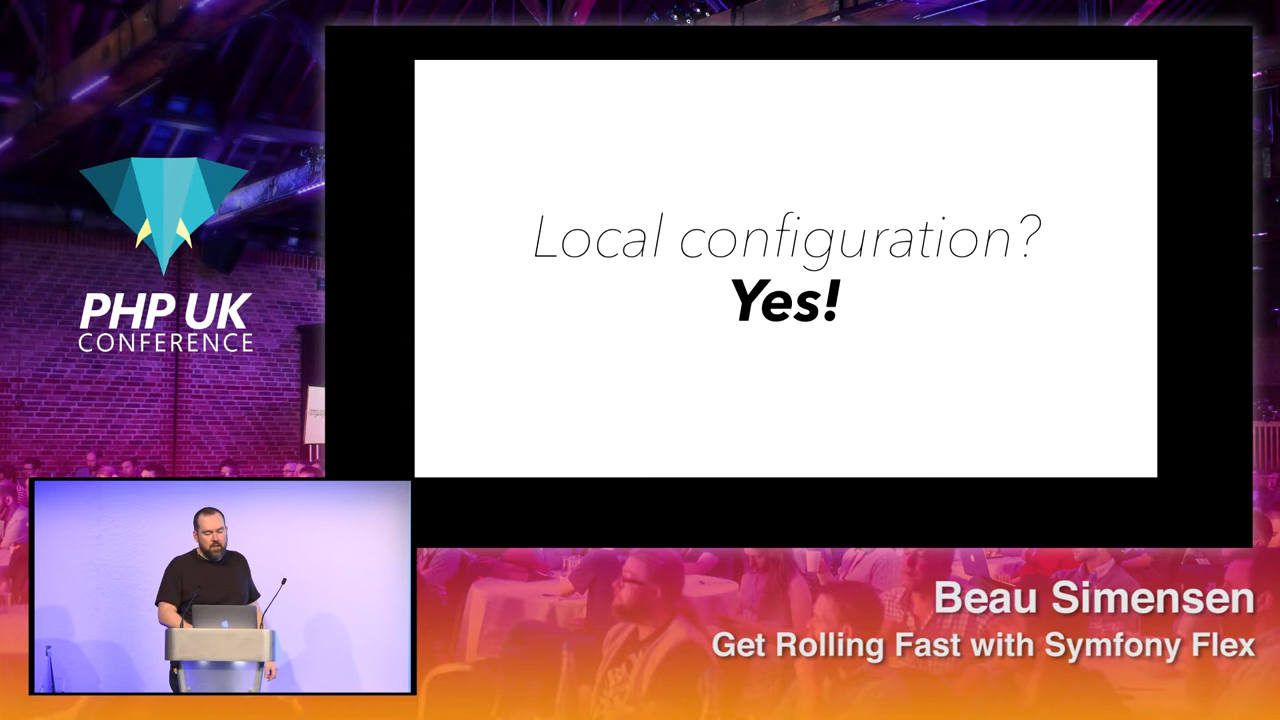 PHP UK
CONFERENCE
Local configuration?
Yes!
Beau Simensen
Get Rolling Fast with Symfony Flex